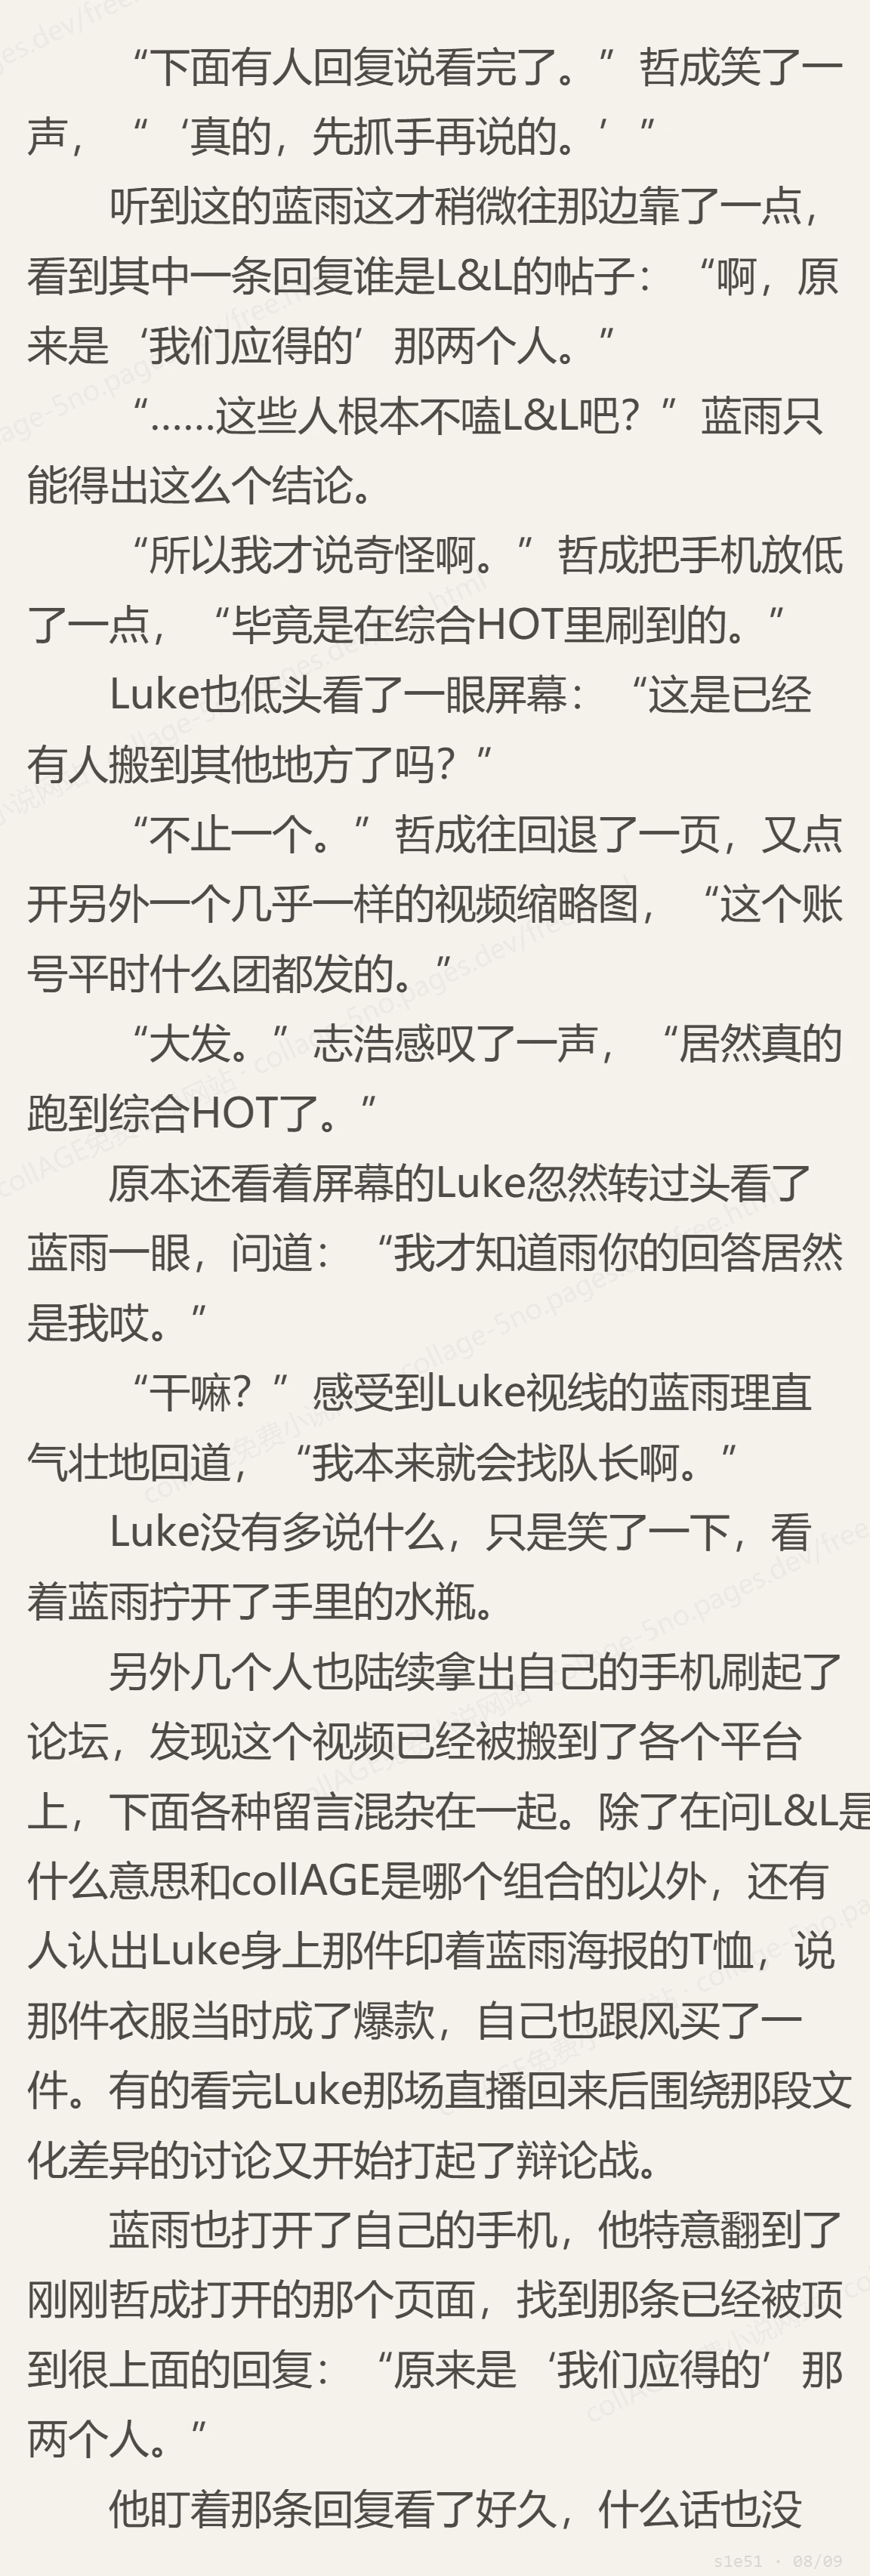 “下面有人回复说看完了。”哲成笑了一
声，“‘真的，先抓手再说的。’”
听到这的蓝雨这才稍微往那边靠了一点，
看到其中一条回复谁是L&L的帖子：“啊，原
来是‘我们应得的’那两个人。”
“……这些人根本不嗑L&L吧？”蓝雨只
能得出这么个结论。
“所以我才说奇怪啊。”哲成把手机放低
了一点，“毕竟是在综合HOT里刷到的。”
Luke也低头看了一眼屏幕：“这是已经
有人搬到其他地方了吗？”
“不止一个。”哲成往回退了一页，又点
开另外一个几乎一样的视频缩略图，“这个账
号平时什么团都发的。”
“大发。”志浩感叹了一声，“居然真的
跑到综合HOT了。”
原本还看着屏幕的Luke忽然转过头看了
蓝雨一眼，问道：“我才知道雨你的回答居然
是我哎。”
“干嘛？”感受到Luke视线的蓝雨理直
气壮地回道，“我本来就会找队长啊。”
Luke没有多说什么，只是笑了一下，看
着蓝雨拧开了手里的水瓶。
另外几个人也陆续拿出自己的手机刷起了
论坛，发现这个视频已经被搬到了各个平台
上，下面各种留言混杂在一起。除了在问L&L是
什么意思和collAGE是哪个组合的以外，还有
人认出Luke身上那件印着蓝雨海报的T恤，说
那件衣服当时成了爆款，自己也跟风买了一
件。有的看完Luke那场直播回来后围绕那段文
化差异的讨论又开始打起了辩论战。
蓝雨也打开了自己的手机，他特意翻到了
刚刚哲成打开的那个页面，找到那条已经被顶
到很上面的回复：“原来是‘我们应得的’那
两个人。”
他盯着那条回复看了好久，什么话也没
s1e51 · 08/09